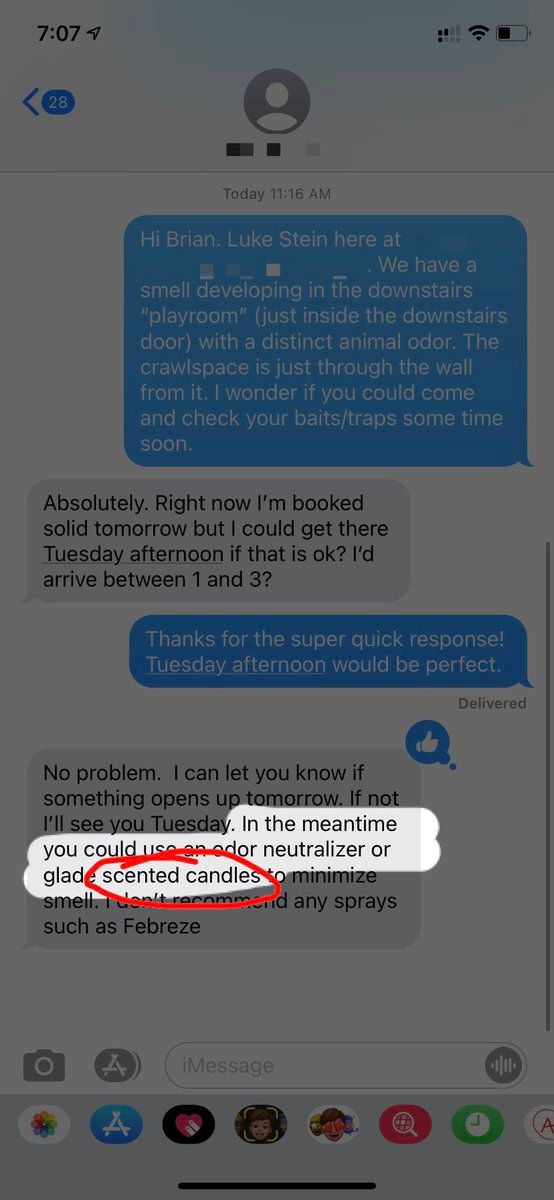 7:07
28
Today 11:16 AM
Hi Brian. Luke Stein here at
. We have a
smell developing in the downstairs
“playroom” (just inside the downstairs
door) with a distinct animal odor. The
crawlspace is just through the wall
from it. I wonder if you could come
and check your baits/traps some time
soon.
Absolutely. Right now I’m booked
solid tomorrow but I could get there
Tuesday afternoon if that is ok? I’d
arrive between 1 and 3?
Thanks for the super quick response!
Tuesday afternoon would be perfect.
Delivered
No problem.  I can let you know if
something opens up tomorrow. If not
I’ll see you Tuesday. In the meantime
you could use an odor neutralizer or
glade scented candles to minimize
smell. I don’t recommend any sprays
such as Febreze
iMessage
A